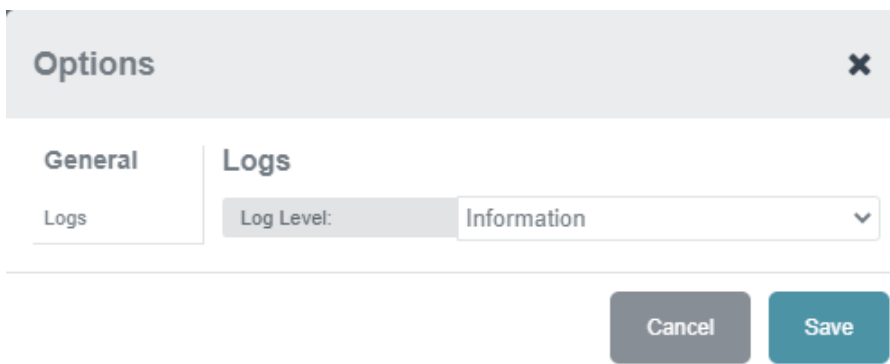 Options
General
Logs
Logs
Log Level: Information
Cancel Save